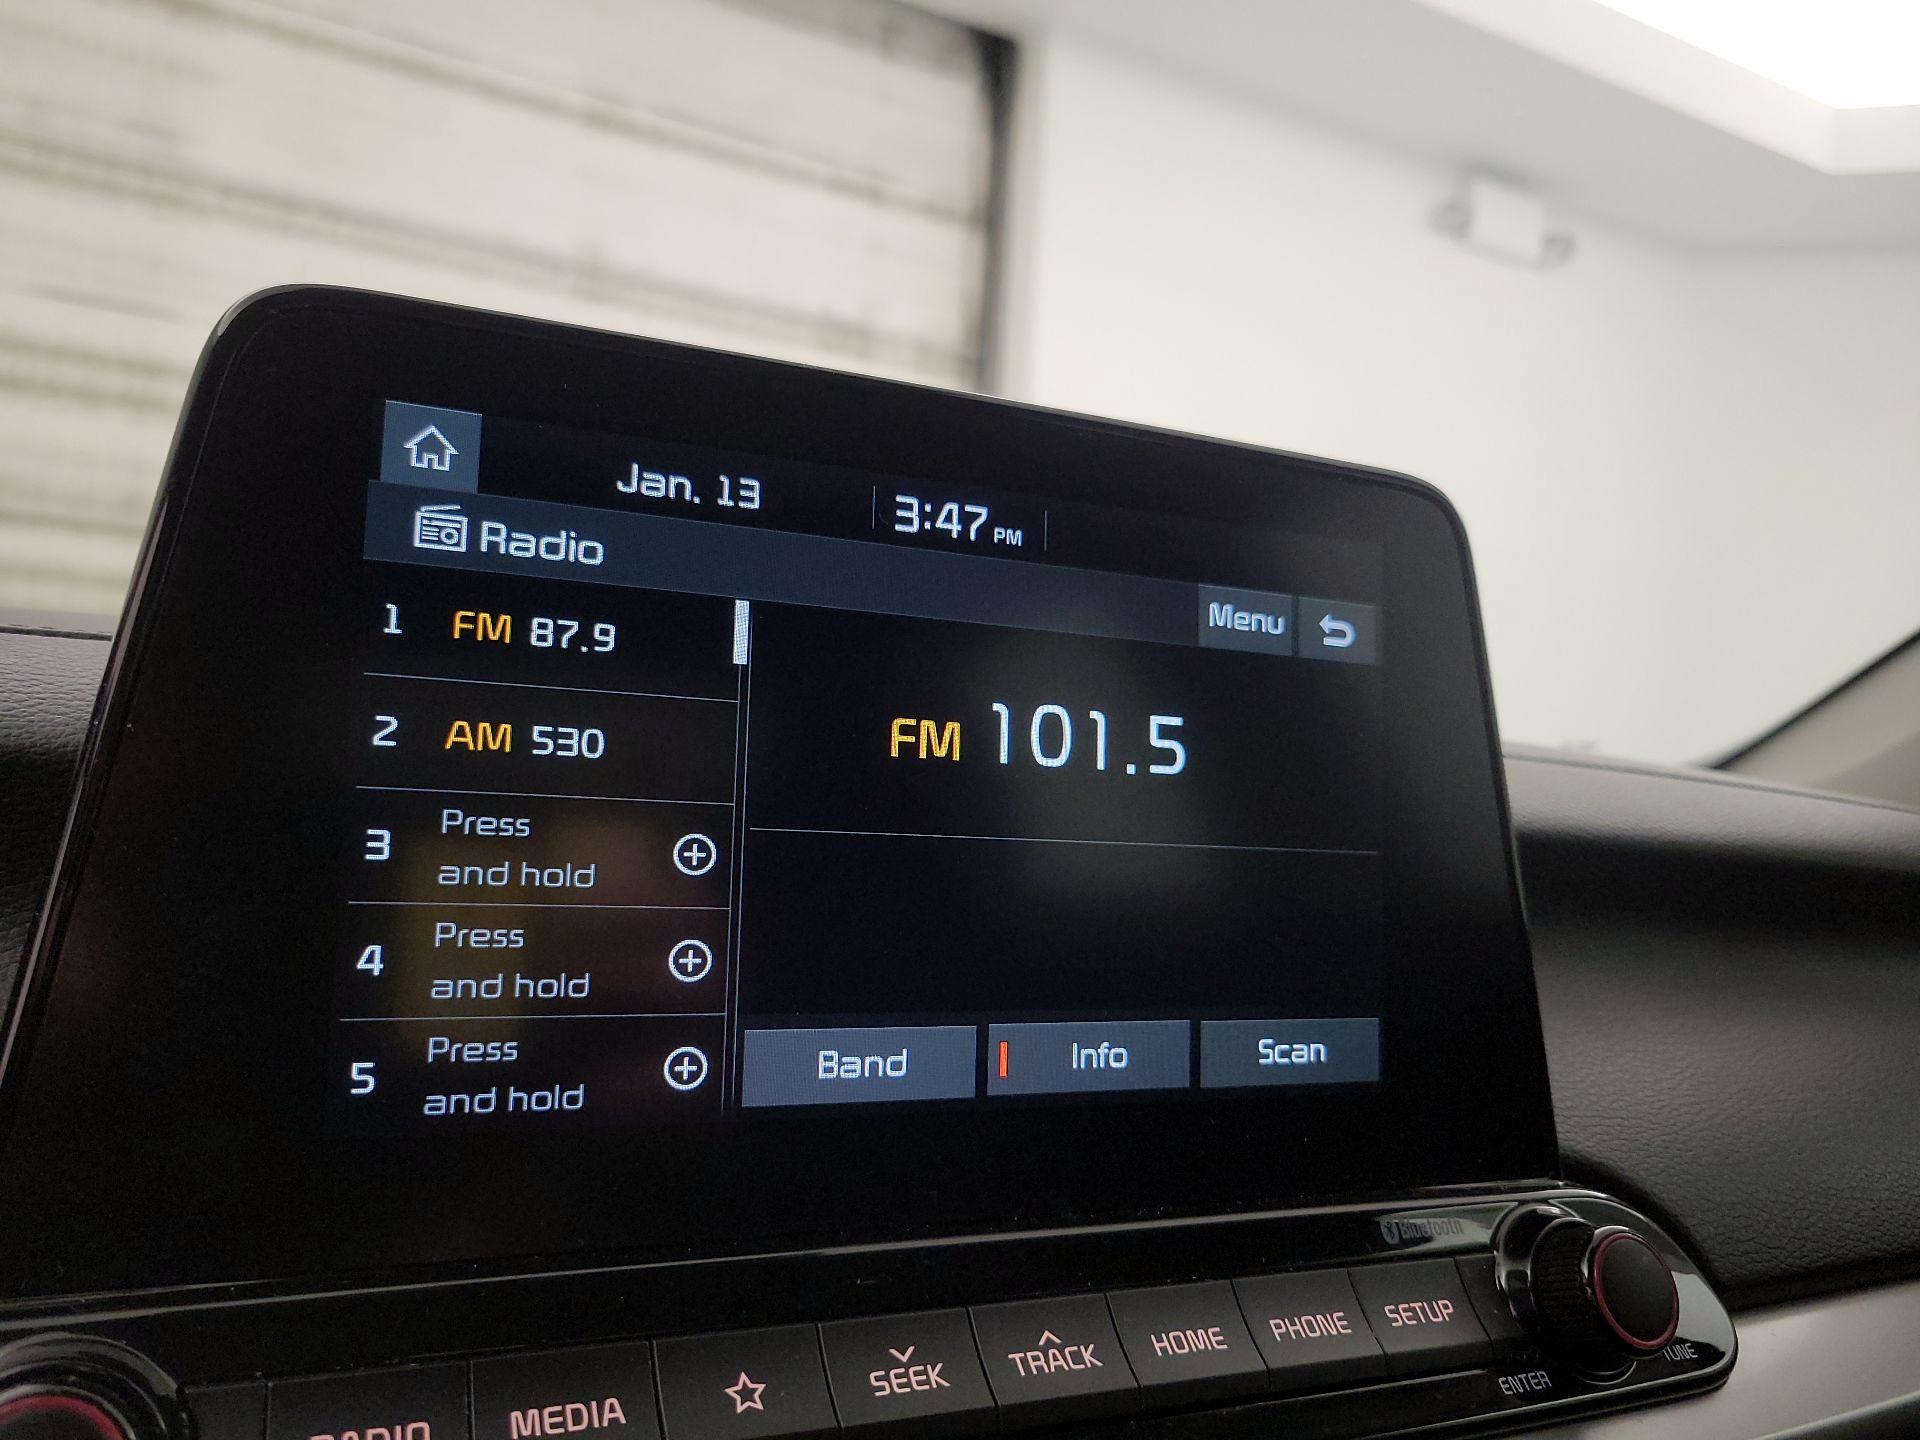 Jan. 13
3:47 PM
Radio
Menu
1 FM 87.9
2 AM 530
3 Press
and hold
4 Press
and hold
5 Press
and hold
FM 101.5
Band
Info
Scan
Bluetooth
RADIO
MEDIA
SEEK
TRACK
HOME
PHONE
SETUP
ENTER
TUNE